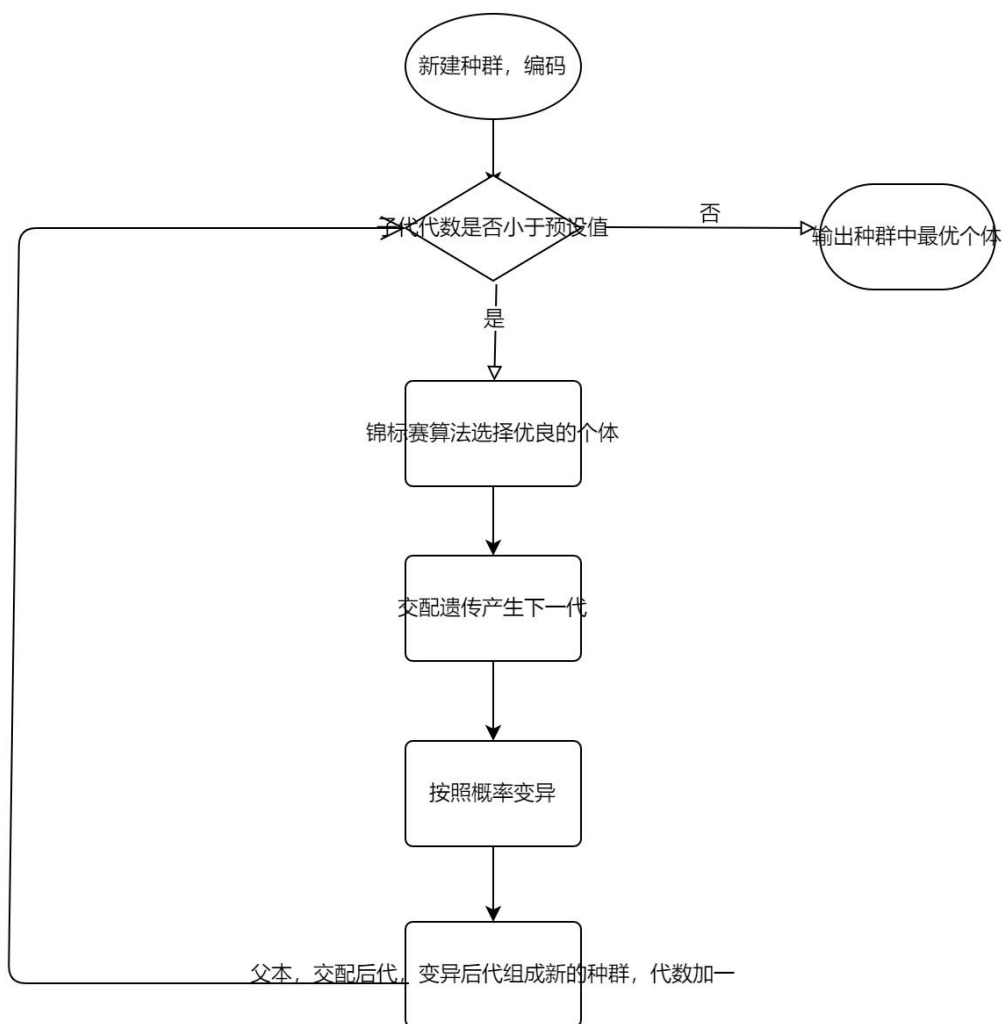 新建种群，编码
子代代数是否小于预设值
否
输出种群中最优个体
是
锦标赛算法选择优良的个体
交配遗传产生下一代
按照概率变异
父本，交配后代，变异后代组成新的种群，代数加一